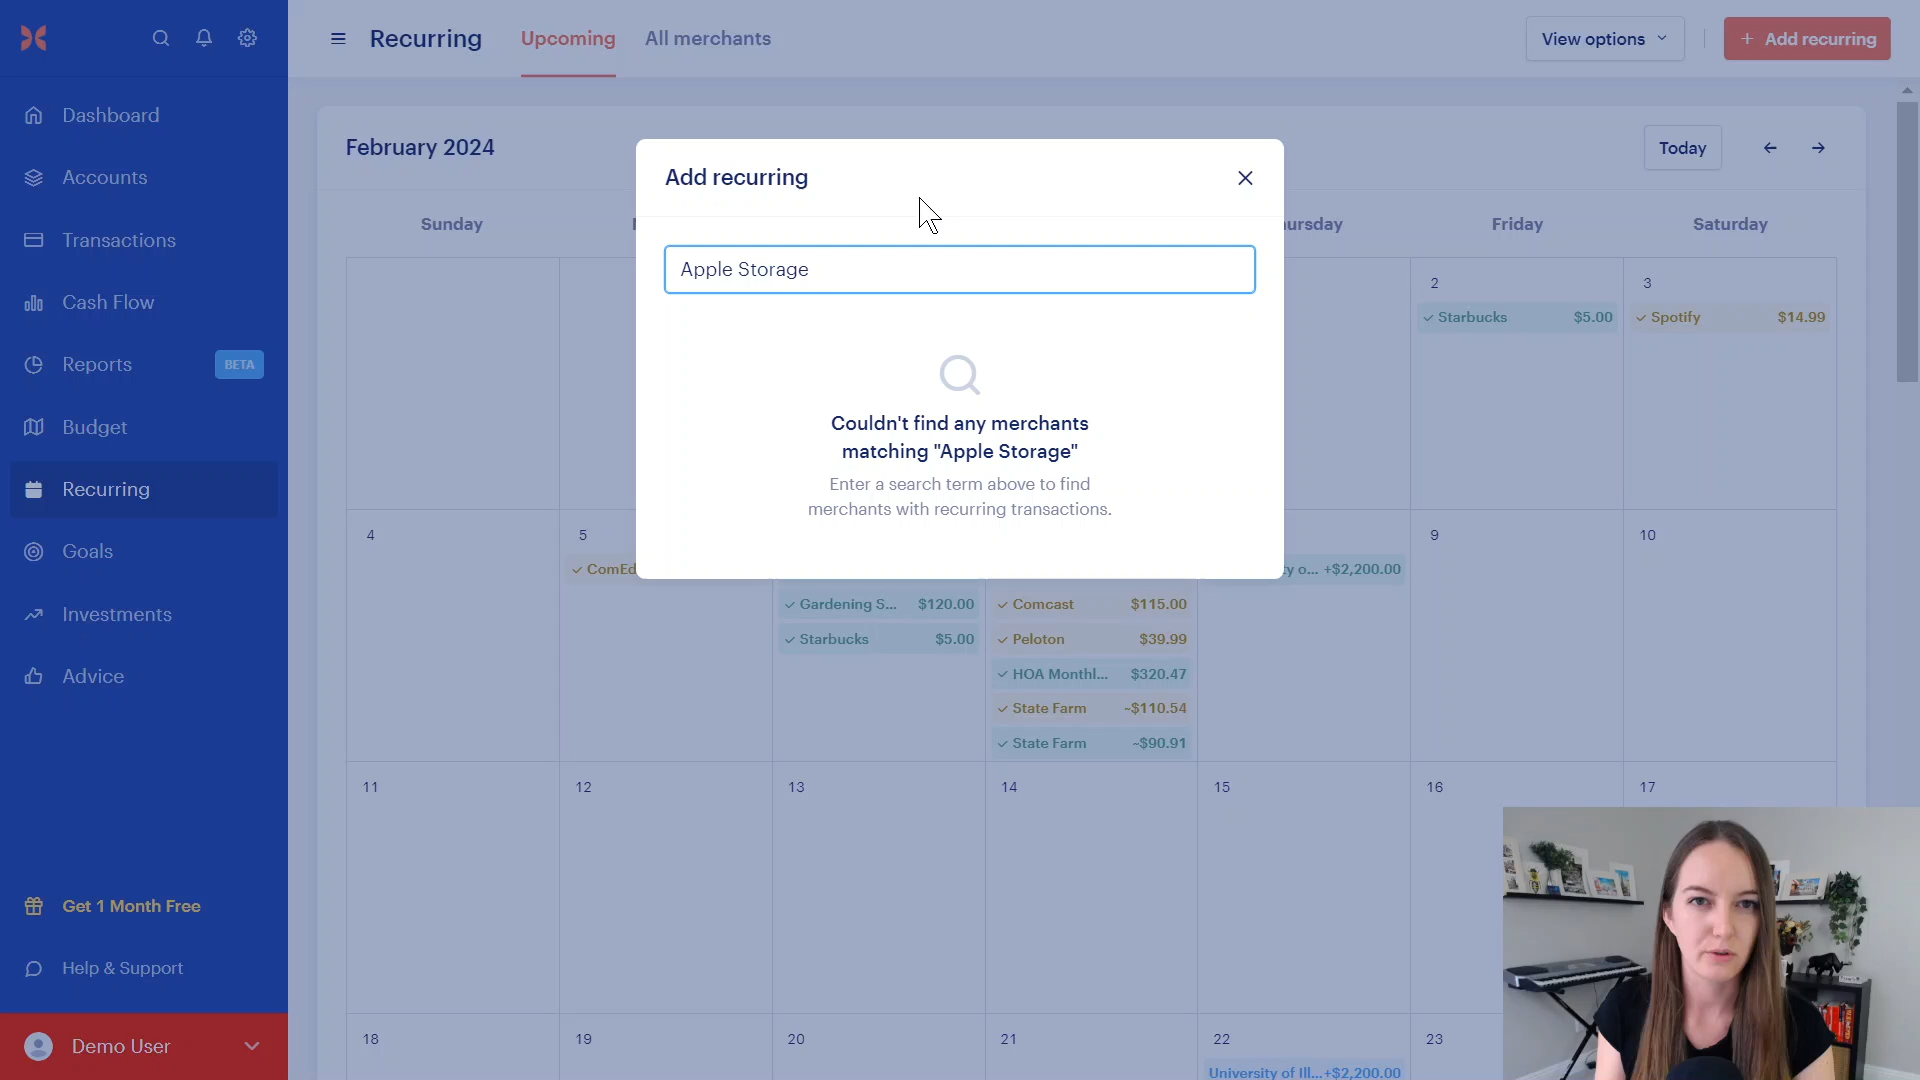 Recurring
Upcoming
All merchants
View options
+ Add recurring
Dashboard
Accounts
Transactions
Cash Flow
Reports
BETA
Budget
Recurring
Goals
Investments
Advice
Get 1 Month Free
Help & Support
Demo User
February 2024
Today
Sunday
ursday
Friday
Saturday
Add recurring
Apple Storage
Couldn't find any merchants
matching "Apple Storage"
Enter a search term above to find
merchants with recurring transactions.
2
Starbucks $5.00
3
Spotify $14.99
4
5
ComEd
Gardening S... $120.00
Starbucks $5.00
Comcast $115.00
Peloton $39.99
HOA Monthl... $320.47
State Farm ~$110.54
State Farm ~$90.91
ty o... +$2,200.00
9
10
11
12
13
14
15
16
17
18
19
20
21
22
University of Ill...+$2,200.00
23